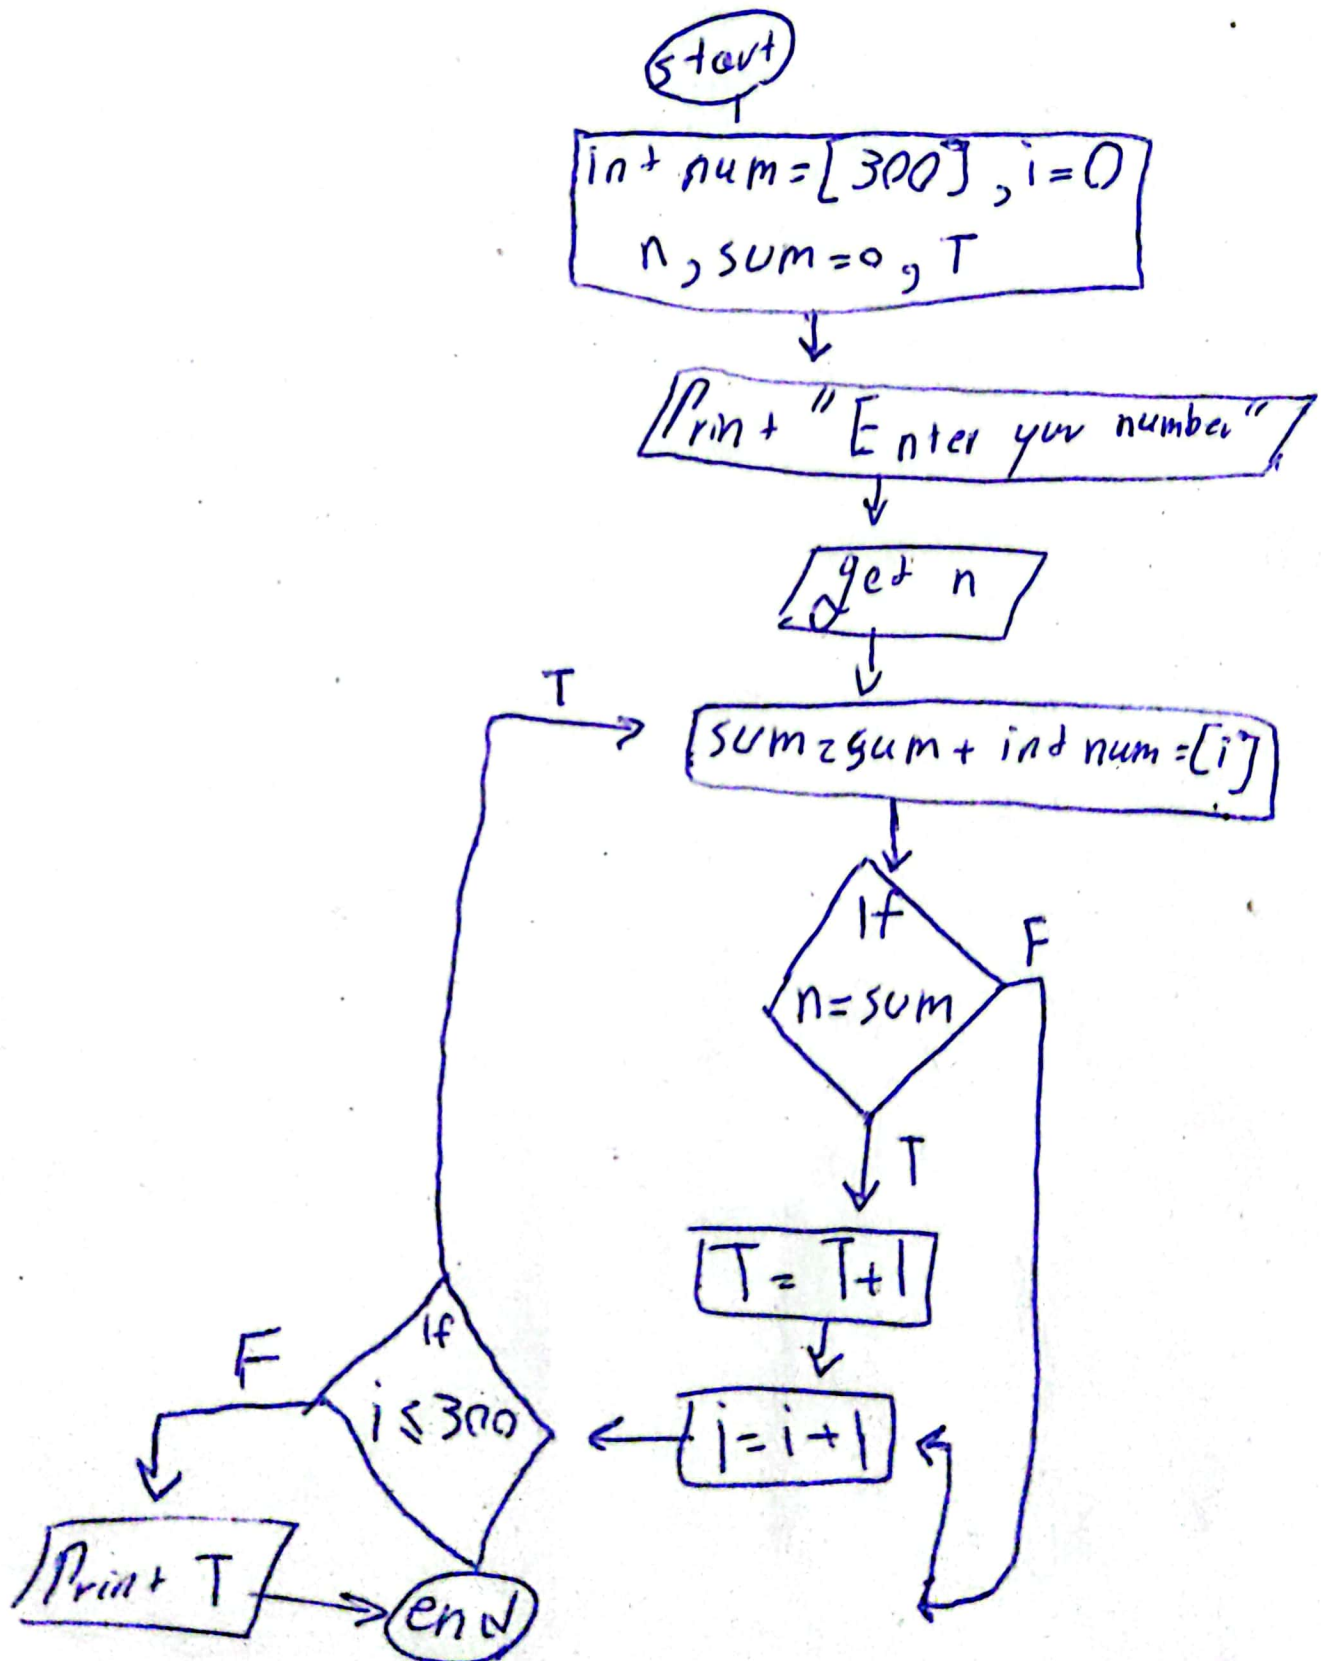 start
int num=[300], i=0
n, sum=0, T
Print "Enter your number"
get n
T
sum=sum+ int num=[i]
If
n=sum
F
T
T= T+1
i=i+1
If
i≤300
F
Print T
end